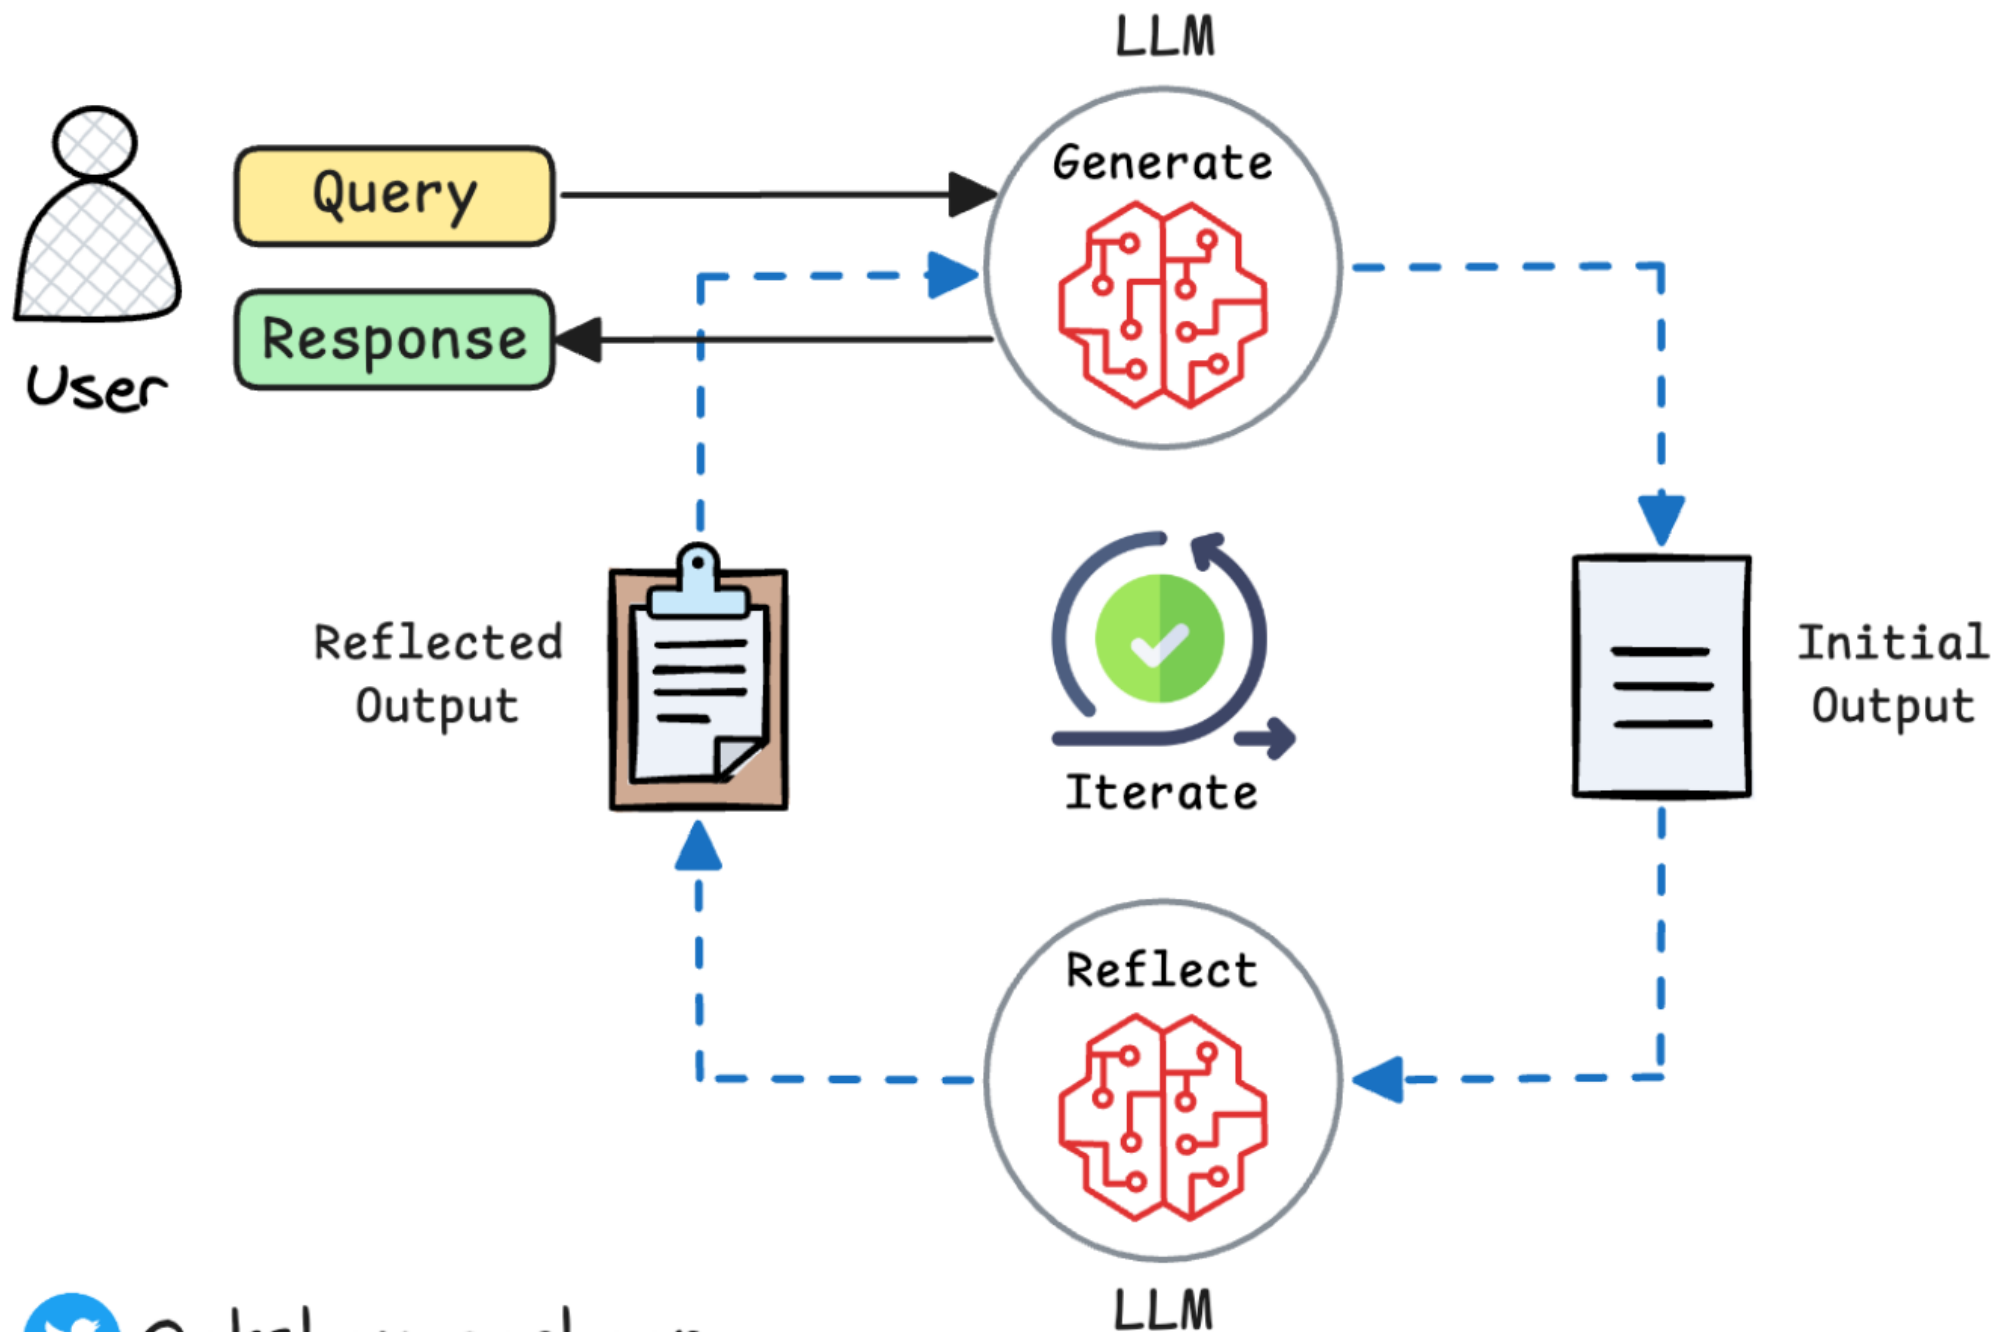 LLM
Generate
Query
Response
User
Reflected
Output
Iterate
Initial
Output
Reflect
LLM